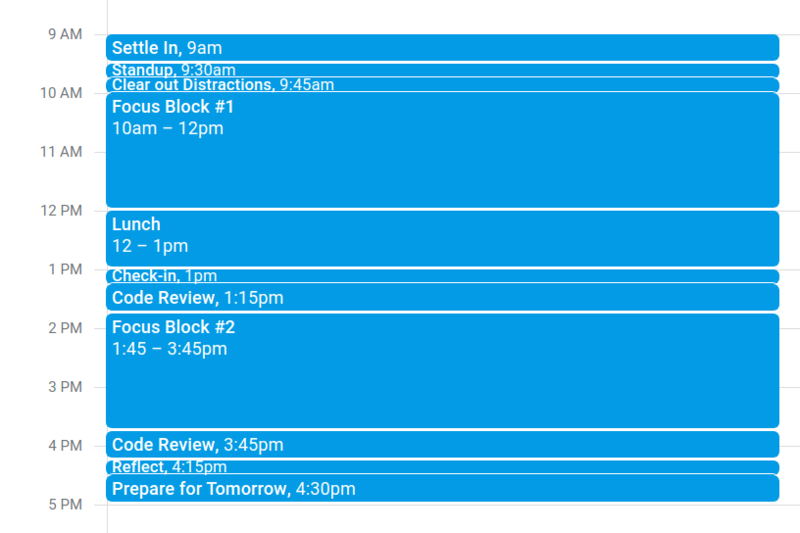 9 AM
Settle In, 9am
Standup, 9:30am
Clear out Distractions, 9:45am
10 AM
Focus Block #1
10am – 12pm
11 AM
12 PM
Lunch
12 – 1pm
1 PM
Check-in, 1pm
Code Review, 1:15pm
2 PM
Focus Block #2
1:45 – 3:45pm
3 PM
4 PM
Code Review, 3:45pm
Reflect, 4:15pm
Prepare for Tomorrow, 4:30pm
5 PM